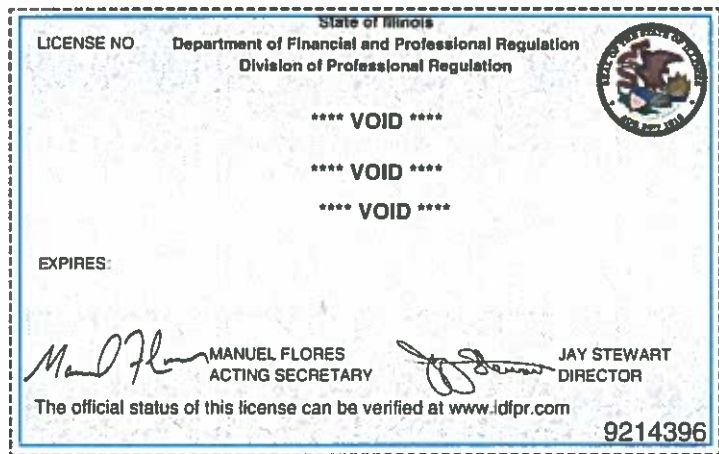 State of Illinois
LICENSE NO.
Department of Financial and Professional Regulation
Division of Professional Regulation
**** VOID ****
**** VOID ****
**** VOID ****
EXPIRES:
MANUEL FLORES
ACTING SECRETARY
JAY STEWART
DIRECTOR
The official status of this license can be verified at www.idfpr.com
9214396